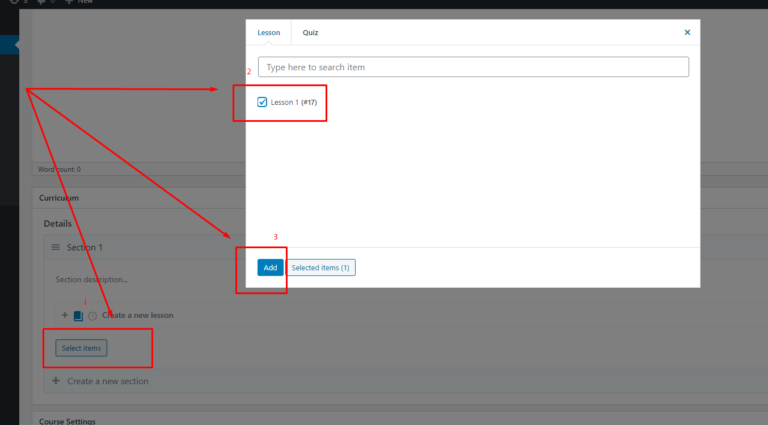 3 0 + New
Lesson Quiz ×
Type here to search item
2
Lesson 1 (#17)
Word count: 0
Curriculum
Details
3
Section 1
Add Selected items (1)
Section description...
1
+ Create a new lesson
Select items
+ Create a new section
Course Settings